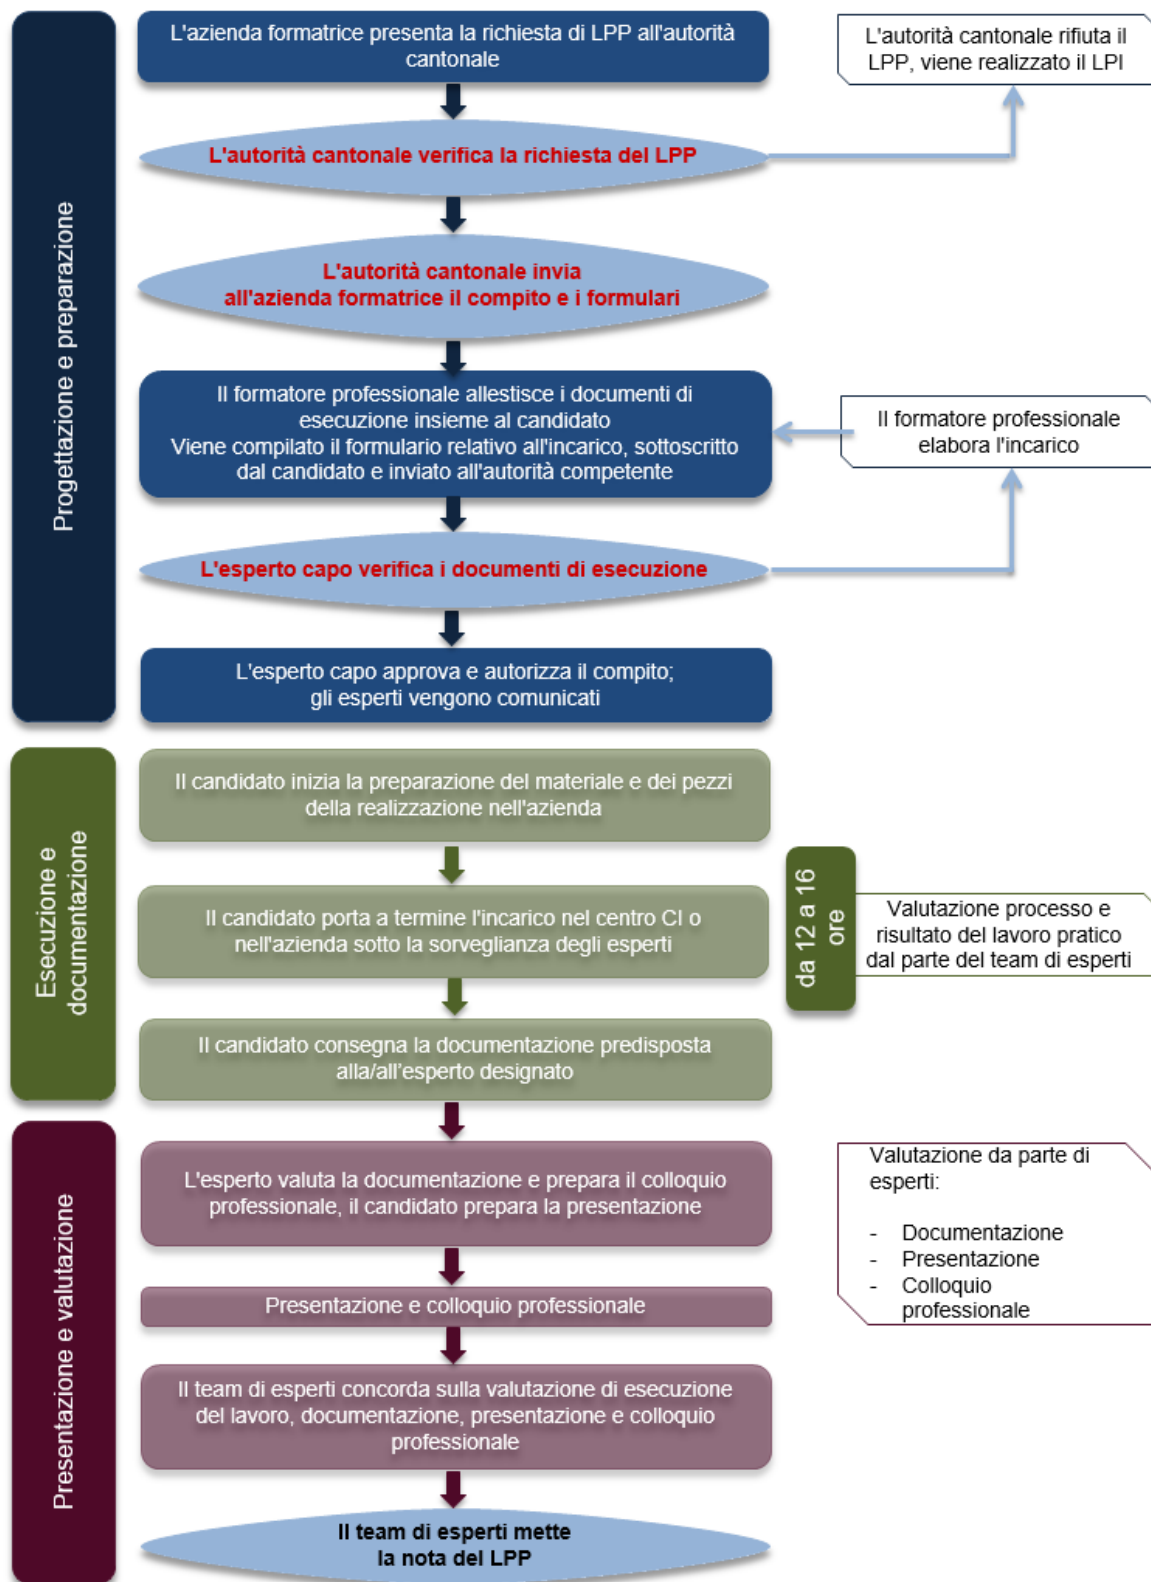 Progettazione e preparazione
L'azienda formatrice presenta la richiesta di LPP all'autorità
cantonale
L'autorità cantonale rifiuta il
LPP, viene realizzato il LPI
L'autorità cantonale verifica la richiesta del LPP
L'autorità cantonale invia
all'azienda formatrice il compito e i formulari
Il formatore professionale allestisce i documenti di
esecuzione insieme al candidato
Viene compilato il formulario relativo all'incarico, sottoscritto
dal candidato e inviato all'autorità competente
Il formatore professionale
elabora l'incarico
L'esperto capo verifica i documenti di esecuzione
L'esperto capo approva e autorizza il compito;
gli esperti vengono comunicati
Esecuzione e
documentazione
Il candidato inizia la preparazione del materiale e dei pezzi
della realizzazione nell'azienda
Il candidato porta a termine l'incarico nel centro CI o
nell'azienda sotto la sorveglianza degli esperti
da 12 a 16
ore
Valutazione processo e
risultato del lavoro pratico
dal parte del team di esperti
Il candidato consegna la documentazione predisposta
alla/all'esperto designato
Presentazione e valutazione
L'esperto valuta la documentazione e prepara il colloquio
professionale, il candidato prepara la presentazione
Valutazione da parte di
esperti:
- Documentazione
- Presentazione
- Colloquio
professionale
Presentazione e colloquio professionale
Il team di esperti concorda sulla valutazione di esecuzione
del lavoro, documentazione, presentazione e colloquio
professionale
Il team di esperti mette
la nota del LPP